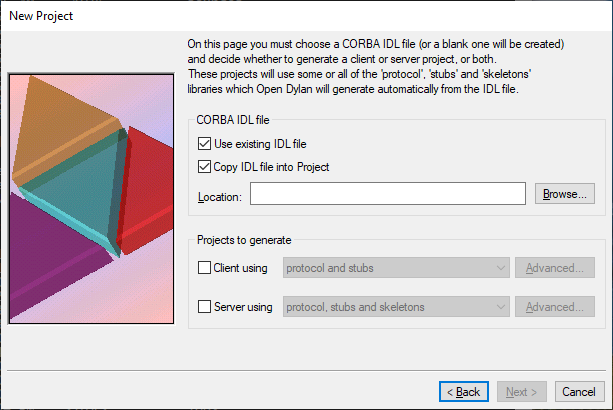 New Project
On this page you must choose a CORBA IDL file (or a blank one will be created)
and decide whether to generate a client or server project, or both.
These projects will use some or all of the 'protocol', 'stubs' and 'skeletons'
libraries which Open Dylan will generate automatically from the IDL file.
CORBA IDL file
Use existing IDL file
Copy IDL file into Project
Location: Browse...
Projects to generate
Client using protocol and stubs Advanced...
Server using protocol, stubs and skeletons Advanced...
< Back Next > Cancel